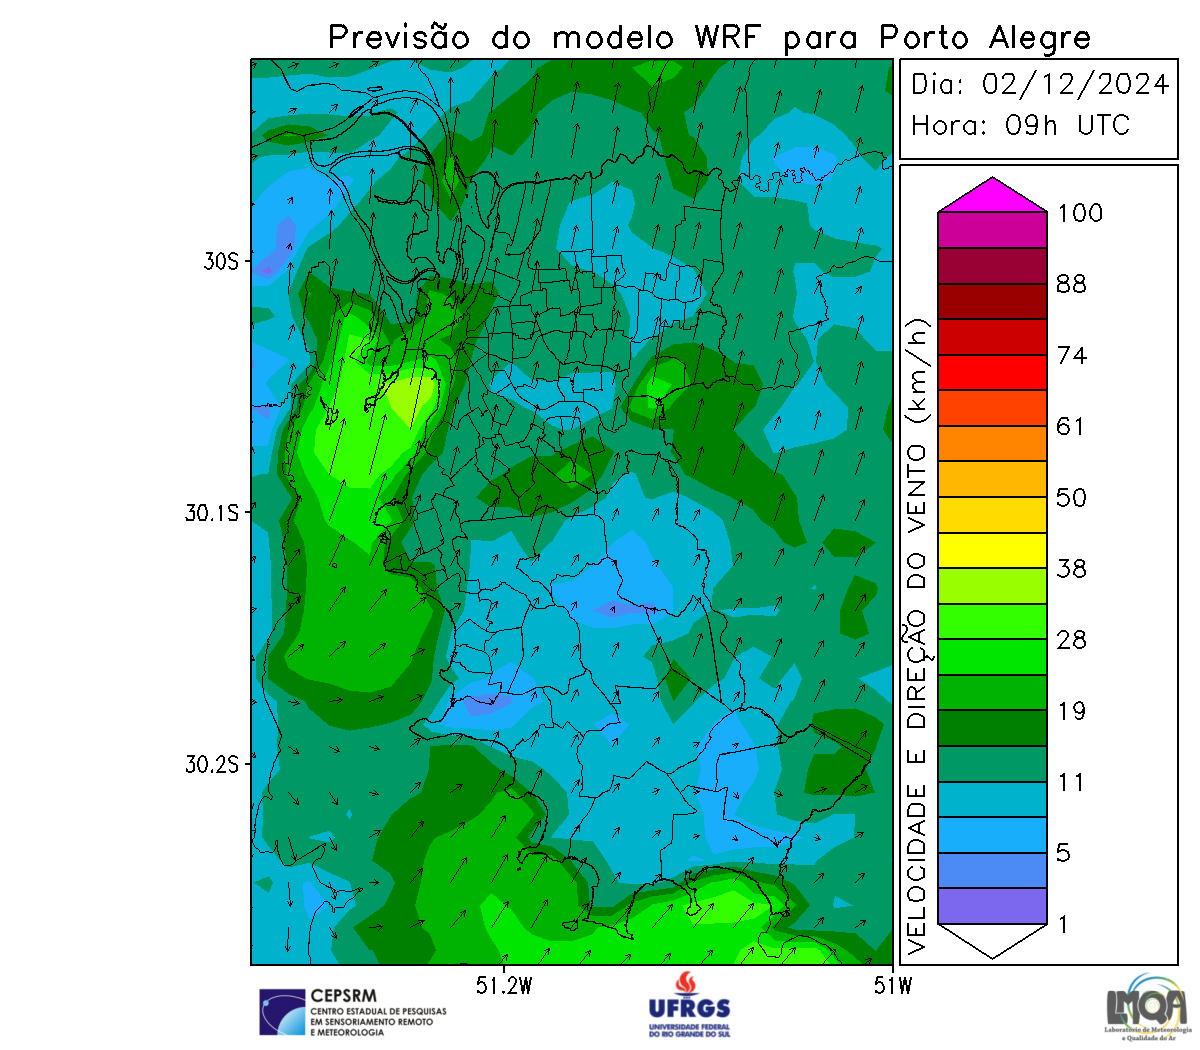 Previsão do modelo WRF para Porto Alegre
Dia: 02/12/2024
Hora: 09h UTC
30S
30.1S
30.2S
51.2W
51W
VELOCIDADE E DIREÇÃO DO VENTO (km/h)
100
88
74
61
50
38
28
19
11
5
1
CEPSRM
CENTRO ESTADUAL DE PESQUISAS
EM SENSORIAMENTO REMOTO
E METEOROLOGIA
UFRGS
UNIVERSIDADE FEDERAL
DO RIO GRANDE DO SUL
LMQA
Laboratório de Meteorologia
e Qualidade do Ar